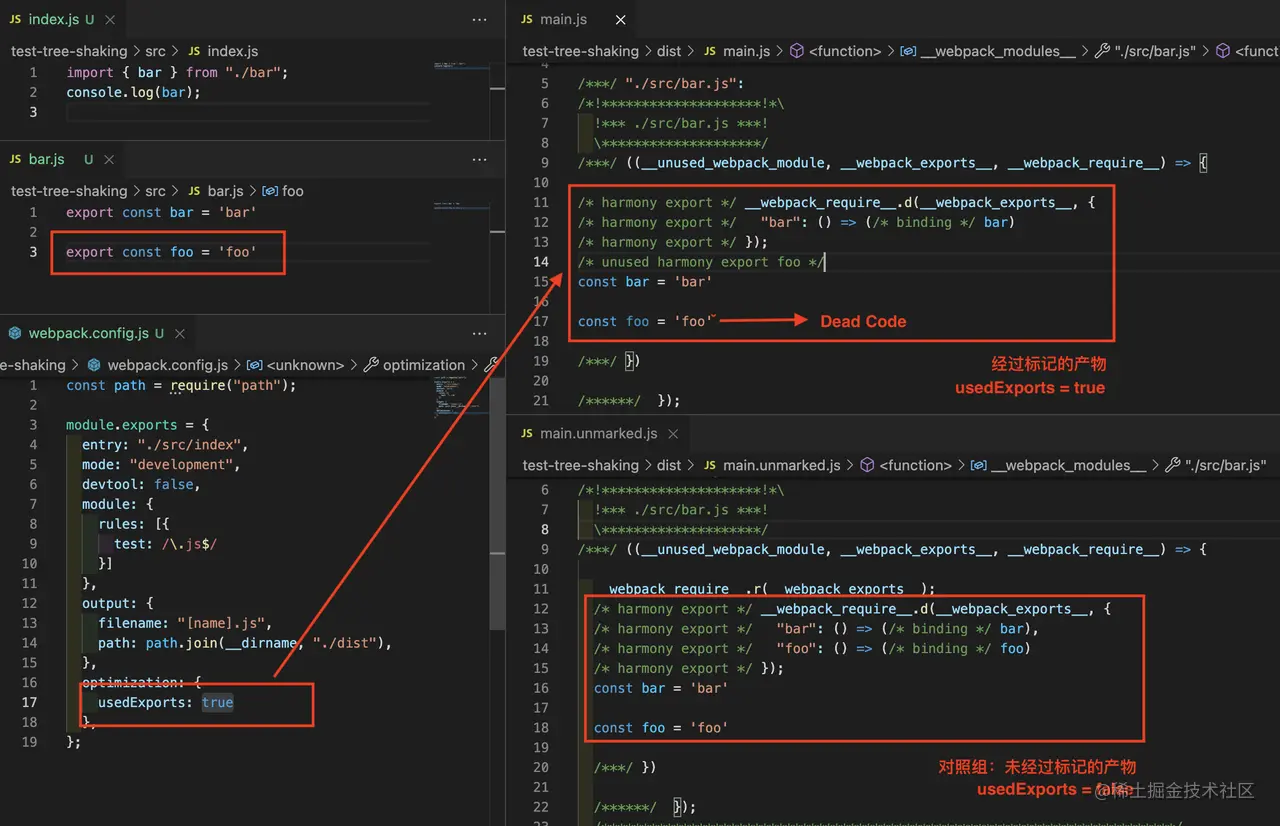 JS index.js U ×
test-tree-shaking > src > JS index.js
1 import { bar } from "./bar";
2 console.log(bar);
3
JS bar.js U ×
test-tree-shaking > src > JS bar.js > foo
1 export const bar = 'bar'
2
3 export const foo = 'foo'
webpack.config.js U ×
e-shaking > webpack.config.js > <unknown> > optimization >
1 const path = require("path");
2
3 module.exports = {
4 entry: "./src/index",
5 mode: "development",
6 devtool: false,
7 module: {
8 rules: [{
9 test: /\.js$/
10 }]
11 },
12 output: {
13 filename: "[name].js",
14 path: path.join(__dirname, "./dist"),
15 },
16 optimization: {
17 usedExports: true
18 },
19 };
JS main.js ×
test-tree-shaking > dist > JS main.js > <function> > __webpack_modules__ > "./src/bar.js" > <funct
4
5 /***/ "./src/bar.js":
6 /*!********************!*\
7 !*** ./src/bar.js ***!
8 \********************/
9 /***/ ((__unused_webpack_module, __webpack_exports__, __webpack_require__) => {
10
11 /* harmony export */ __webpack_require__.d(__webpack_exports__, {
12 /* harmony export */ "bar": () => (/* binding */ bar)
13 /* harmony export */ });
14 /* unused harmony export foo */
15 const bar = 'bar'
16
17 const foo = 'foo' Dead Code
18
19 /***/ })
经过标记的产物
20
usedExports = true
21 /******/ });
JS main.unmarked.js ×
test-tree-shaking > dist > JS main.unmarked.js > <function> > __webpack_modules__ > "./src/bar.js"
6 /*!********************!*\
7 !*** ./src/bar.js ***!
8 \********************/
9 /***/ ((__unused_webpack_module, __webpack_exports__, __webpack_require__) => {
10
11 __webpack_require__.r(__webpack_exports__);
12 /* harmony export */ __webpack_require__.d(__webpack_exports__, {
13 /* harmony export */ "bar": () => (/* binding */ bar),
14 /* harmony export */ "foo": () => (/* binding */ foo)
15 /* harmony export */ });
16 const bar = 'bar'
17
18 const foo = 'foo'
19
20 /***/ })
对照组：未经过标记的产物
21
usedExports = false
@稀土掘金技术社区
22 /******/ });
23